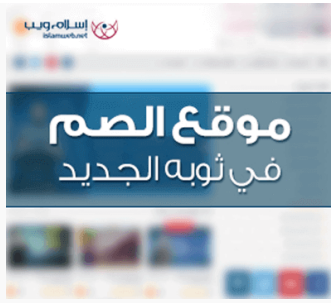 إسلام ويب
islamweb.net
موقع الصم
في ثوبه الجديد